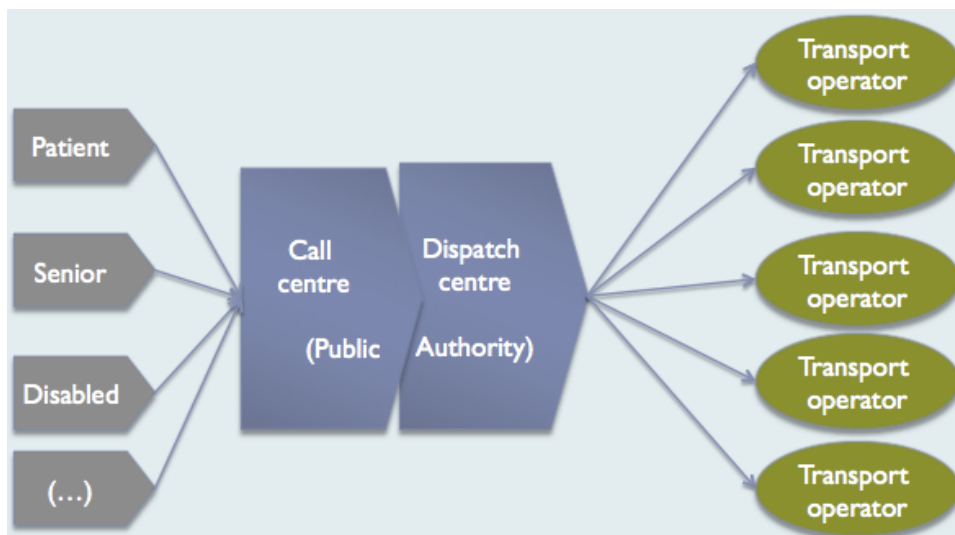 Patient
Senior
Disabled
(...)
Call
centre
(Public
Dispatch
centre
Authority)
Transport
operator
Transport
operator
Transport
operator
Transport
operator
Transport
operator